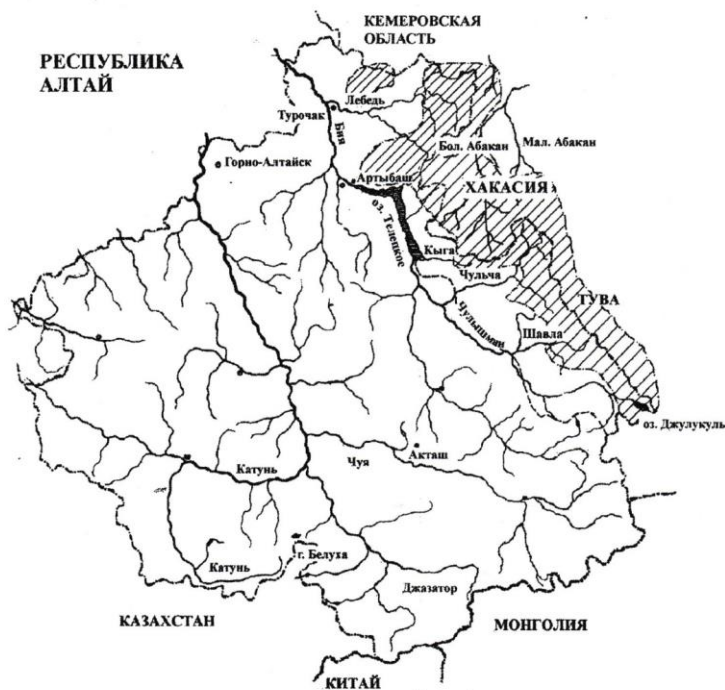 КЕМЕРОВСКАЯ
ОБЛАСТЬ
РЕСПУБЛИКА
АЛТАЙ
Лебедь
Турочак
Бия
Бол. Абакан
Мал. Абакан
Горно-Алтайск
Артыбаш
ХАКАСИЯ
оз. Телецкое
Кыга
Чульча
ТУВА
Чулышман
Шавла
оз. Джулукуль
Акташ
Чуя
Катунь
г. Белуха
Катунь
Джазатор
КАЗАХСТАН
МОНГОЛИЯ
КИТАЙ